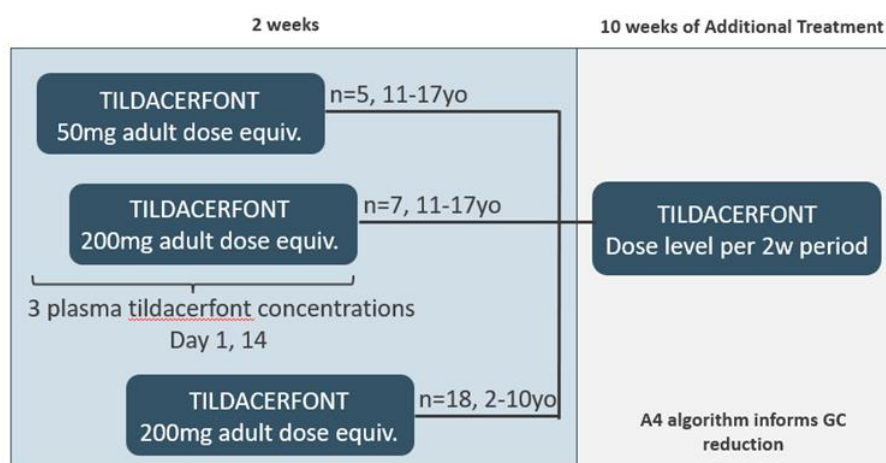 2 weeks
10 weeks of Additional Treatment
TILDACERFONT
50mg adult dose equiv.
n=5, 11-17yo
TILDACERFONT
200mg adult dose equiv.
n=7, 11-17yo
TILDACERFONT
Dose level per 2w period
3 plasma tildacerfont concentrations
Day 1, 14
TILDACERFONT
200mg adult dose equiv.
n=18, 2-10yo
A4 algorithm informs GC
reduction